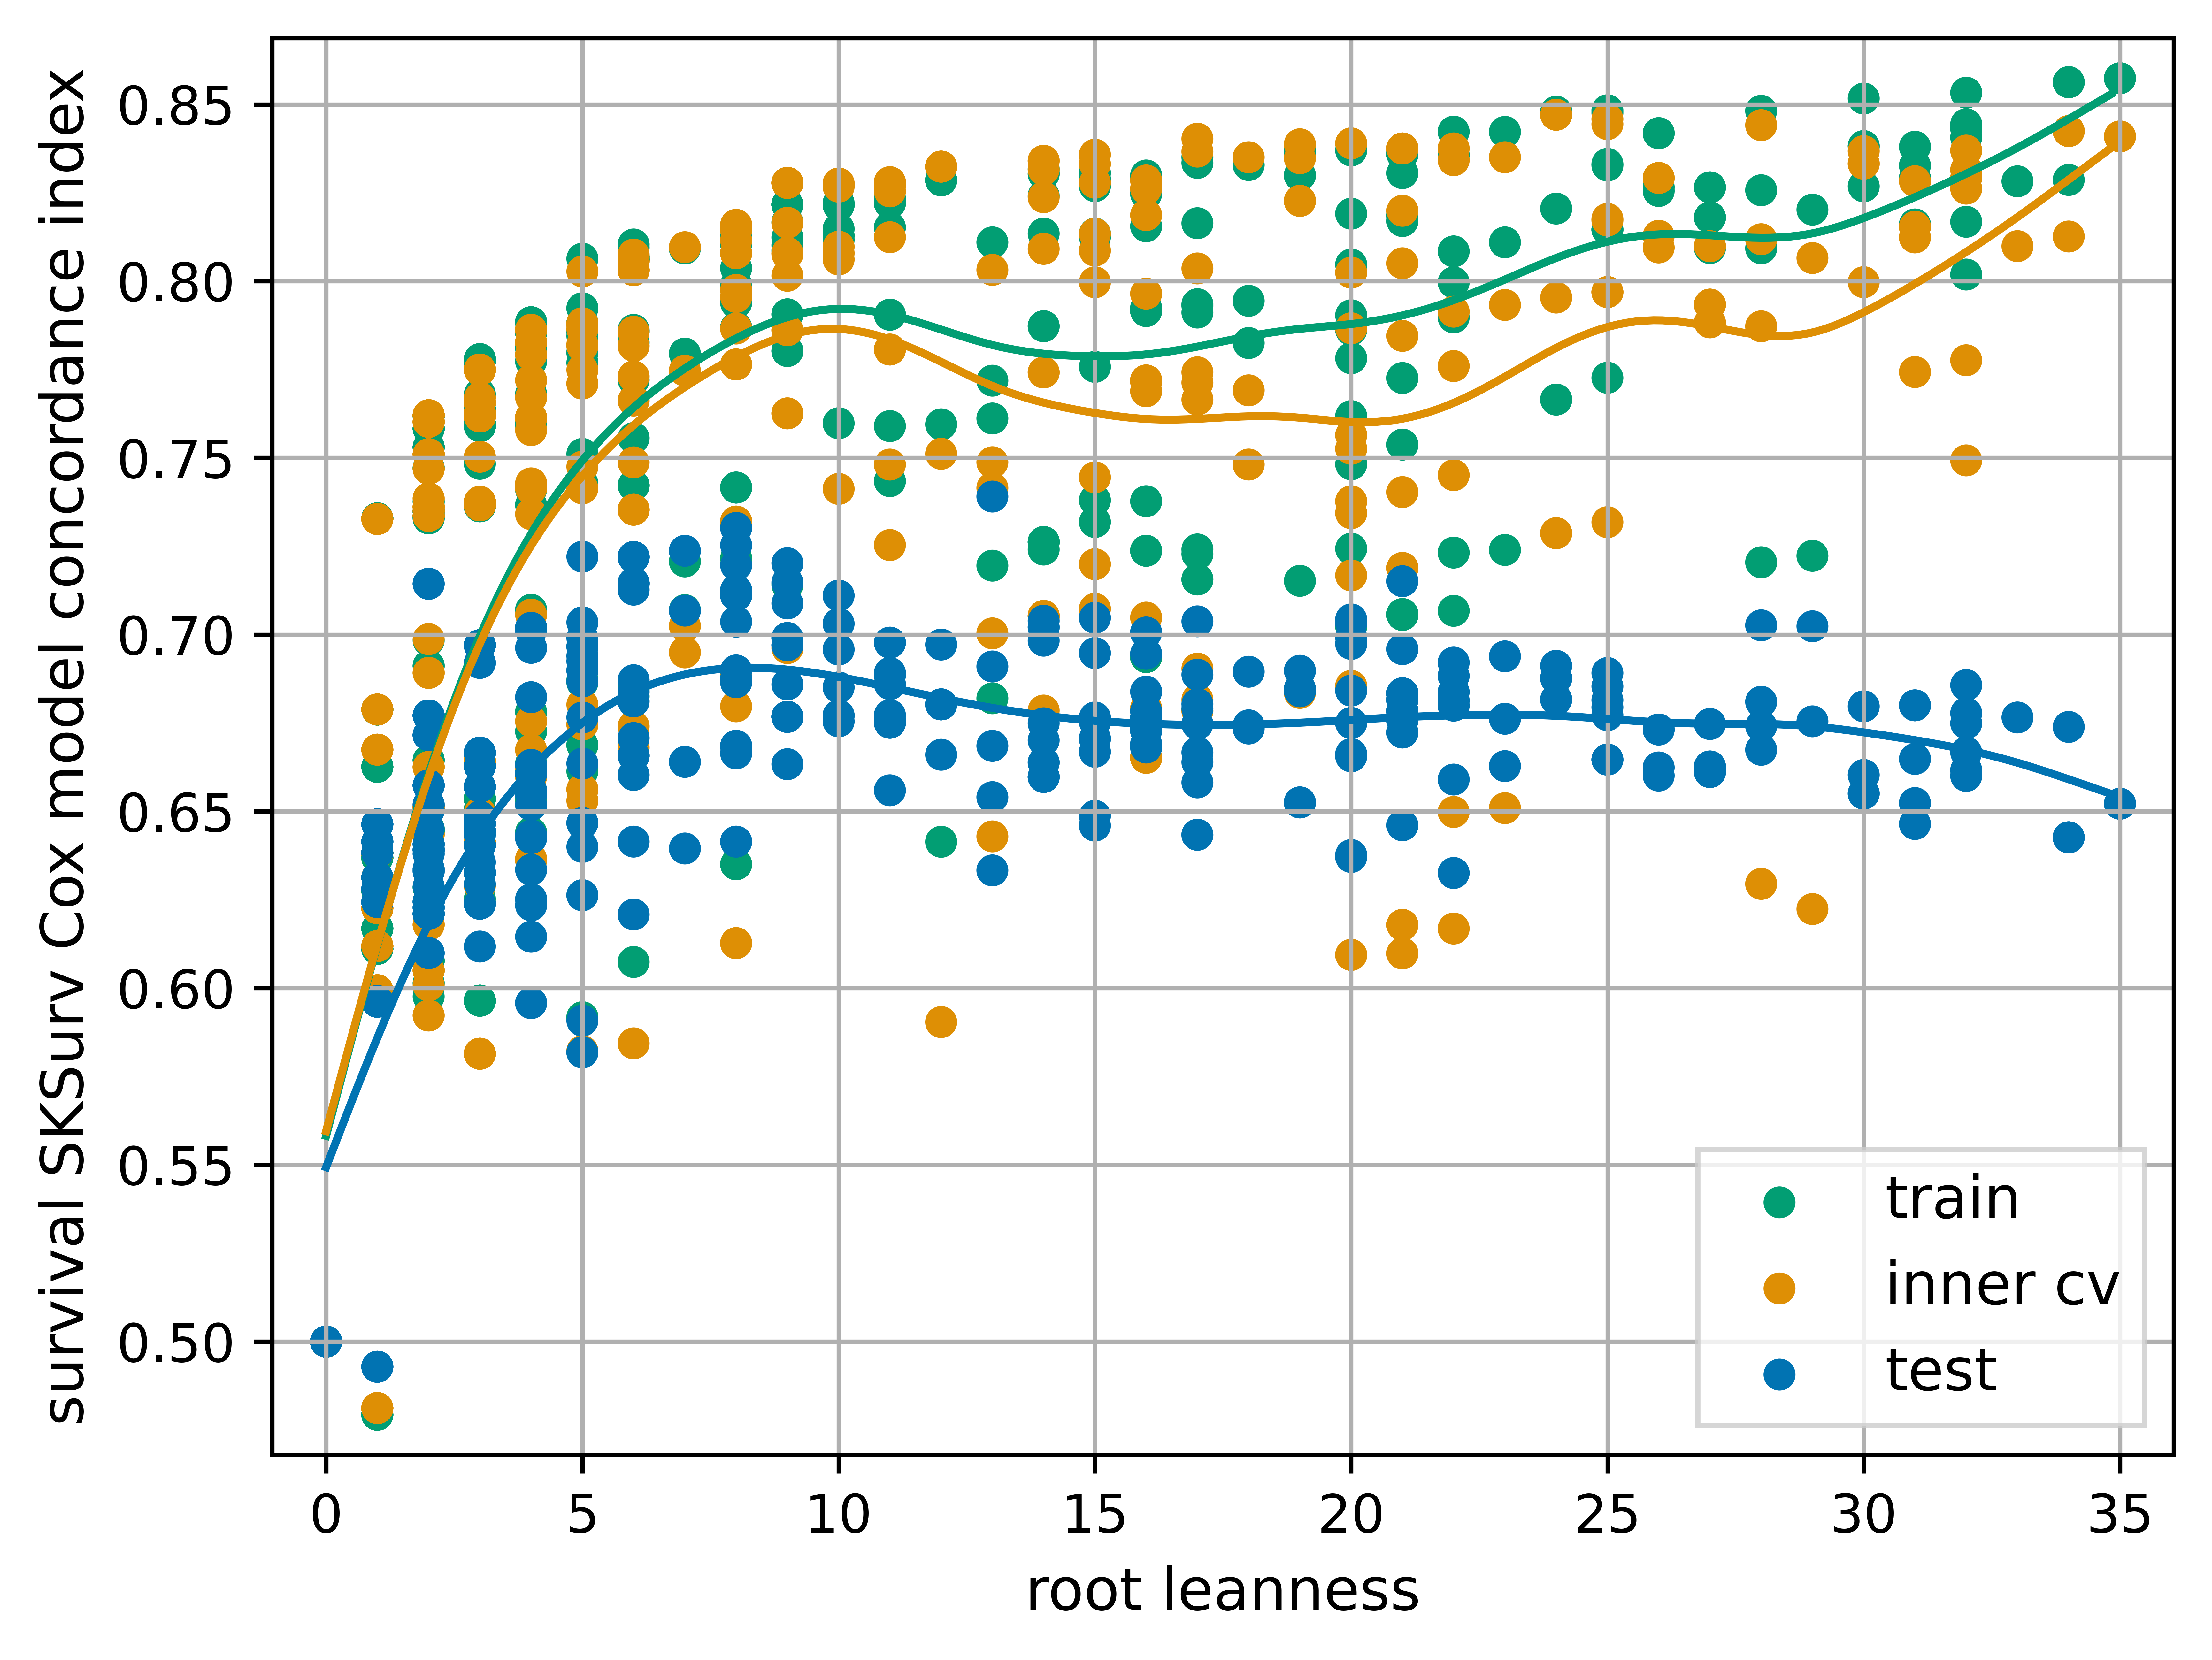 survival SKSurv Cox model concordance index
0.85
0.80
0.75
0.70
0.65
0.60
0.55
0.50
train
inner cv
test
0 5 10 15 20 25 30 35
root leanness